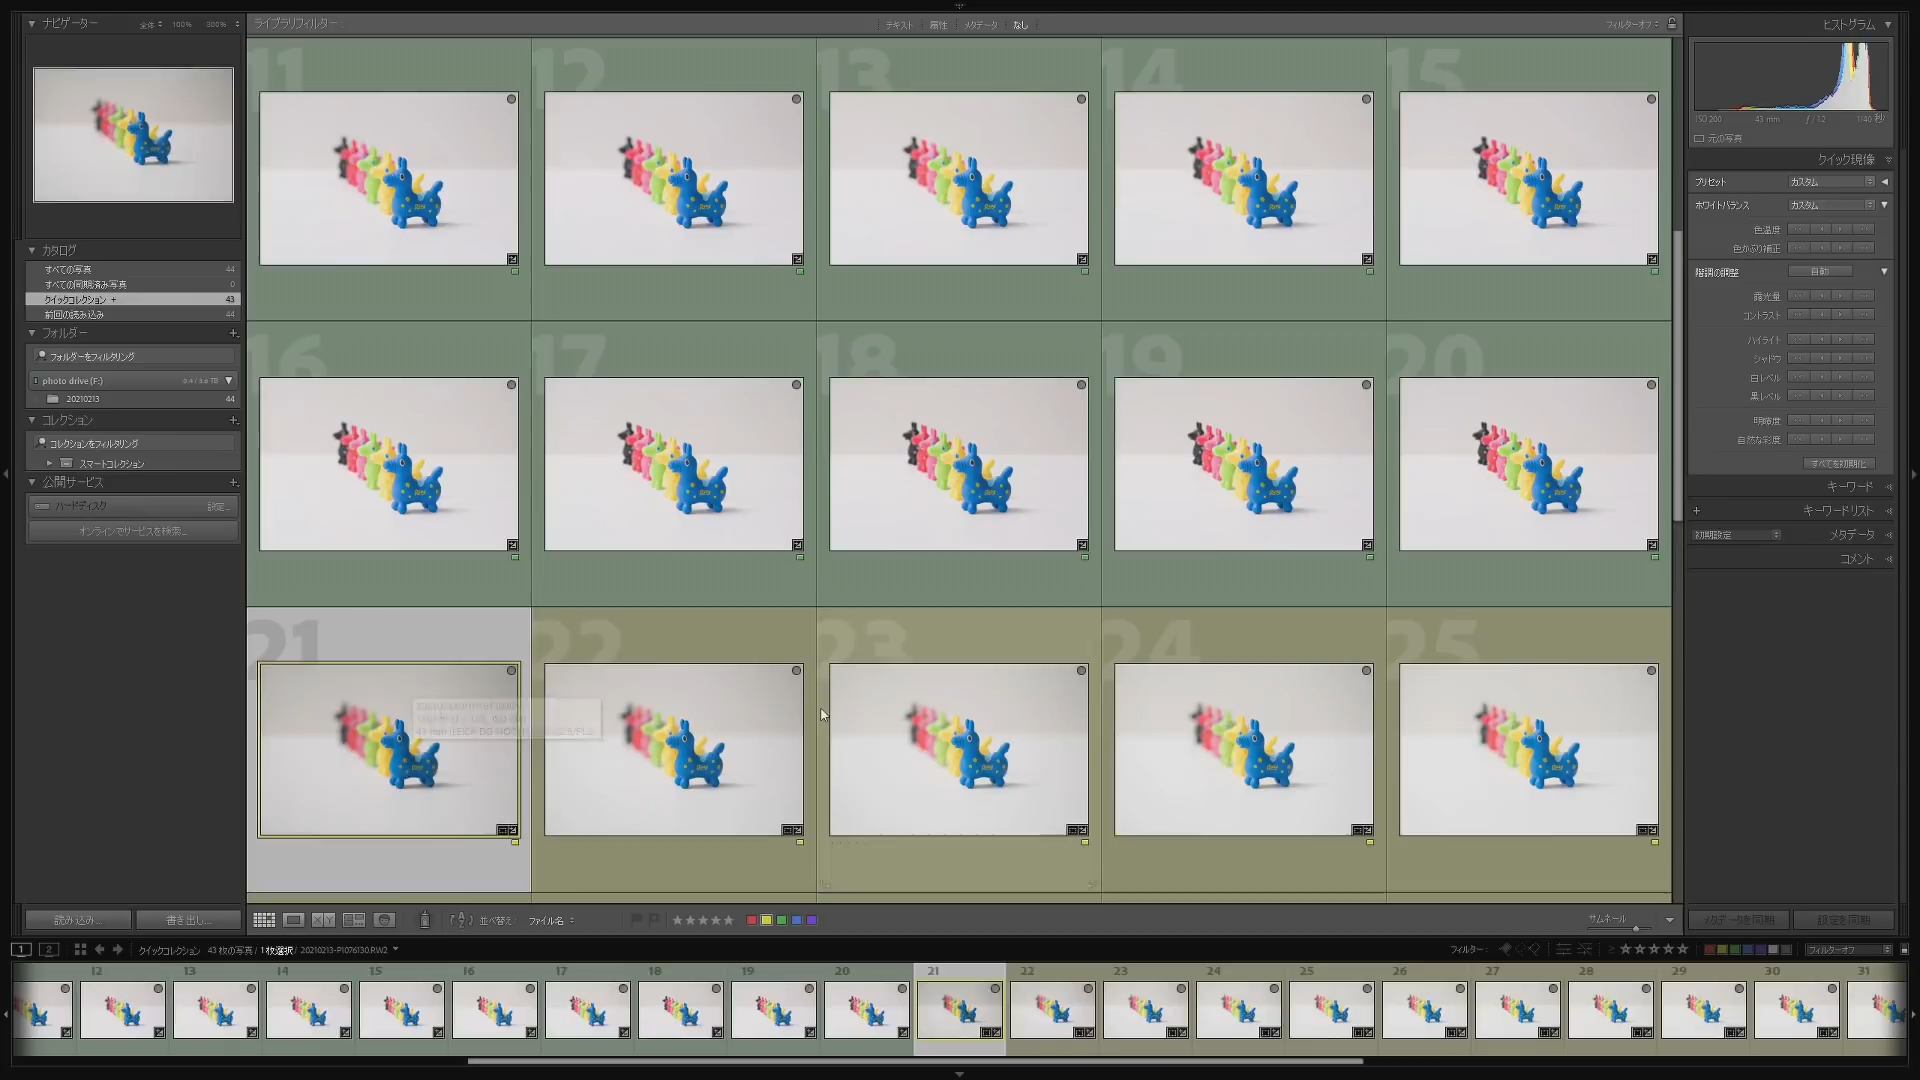 ナビゲーター 全体 100% 300%
カタログ
すべての写真 44
すべての同期済み写真 0
クイックコレクション + 43
前回の読み込み 44
フォルダー
フォルダーをフィルタリング
photo drive (F:)
20210213 44
コレクション
コレクションをフィルタリング
スマートコレクション
公開サービス
ハードディスク 設定...
オンラインでサービスを検索...
読み込み... 書き出し...
ライブラリフィルター : テキスト 属性 メタデータ なし フィルターオフ
11 12 13 14 15
16 17 18 19 20
21 22 23 24 25
並べ替え : ファイル名 サムネール
ヒストグラム
ISO 200 43 mm f / 12 1/40 秒
元の写真
クイック現像
プリセット カスタム
ホワイトバランス カスタム
色温度
色かぶり補正
階調の調整 自動
露光量
コントラスト
ハイライト
シャドウ
白レベル
黒レベル
明瞭度
自然な彩度
すべてを初期化
キーワード
+ キーワードリスト
初期設定 メタデータ
コメント
メタデータを同期 設定を同期
1 2 クイックコレクション 43 枚の写真 / 1 枚選択 / 20210213-P1076130.RW2 フィルター : フィルターオフ
12 13 14 15 16 17 18 19 20 21 22 23 24 25 26 27 28 29 30 31